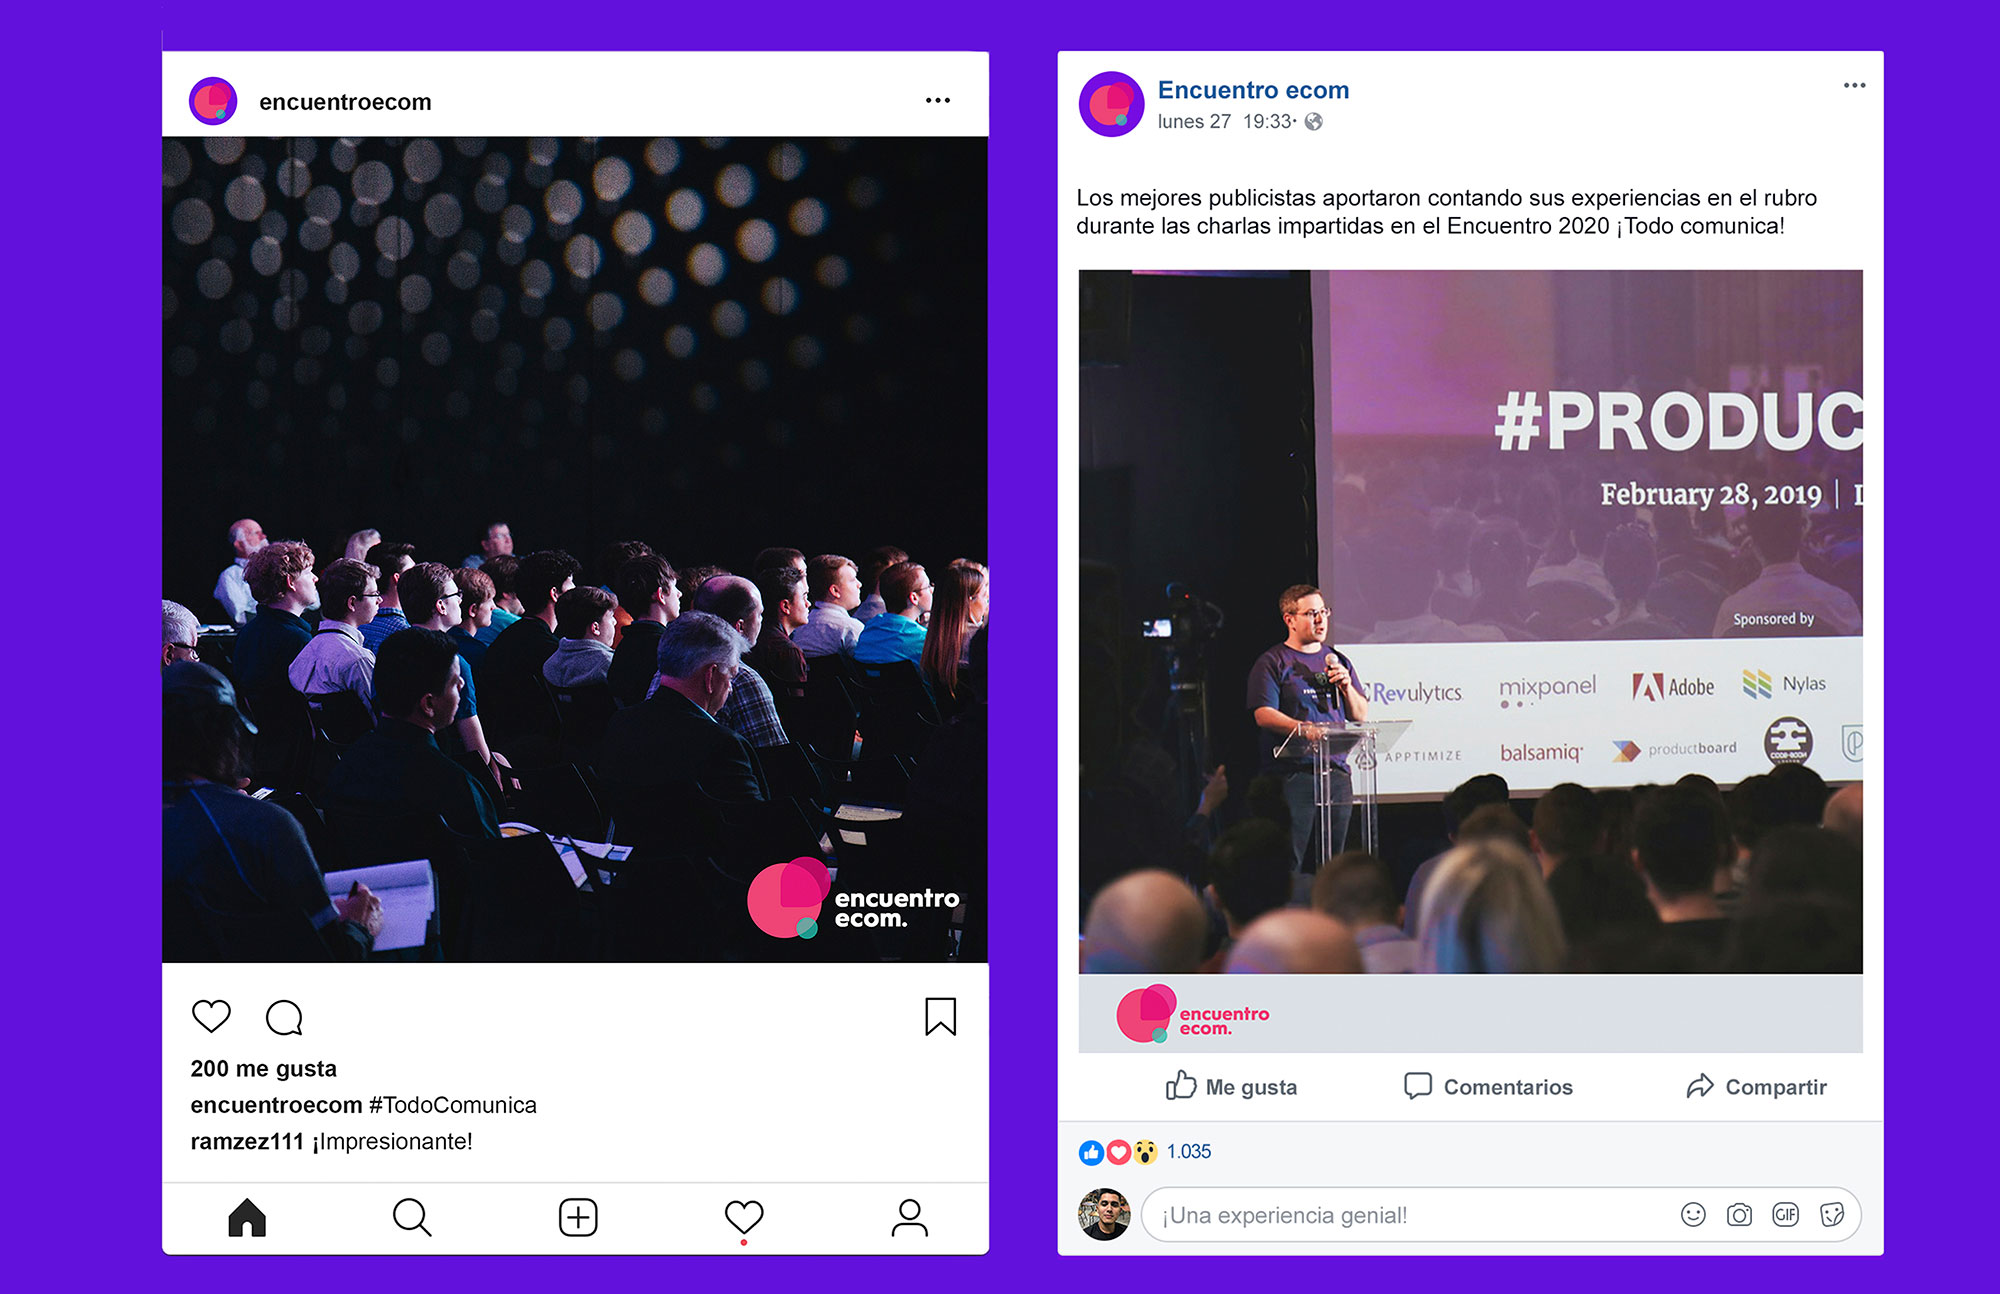 encuentroecom
encuentro
ecom.
200 me gusta
encuentroecom #TodoComunica
ramzez111 ¡Impresionante!
Encuentro ecom
lunes 27 19:33·
Los mejores publicistas aportaron contando sus experiencias en el rubro
durante las charlas impartidas en el Encuentro 2020 ¡Todo comunica!
#PRODUC
February 28, 2019 |
Sponsored by
Revulytics
mixpanel
Adobe
Nylas
APPTIMIZE
balsamiq
productboard
encuentro
ecom.
Me gusta
Comentarios
Compartir
1.035
¡Una experiencia genial!
GIF